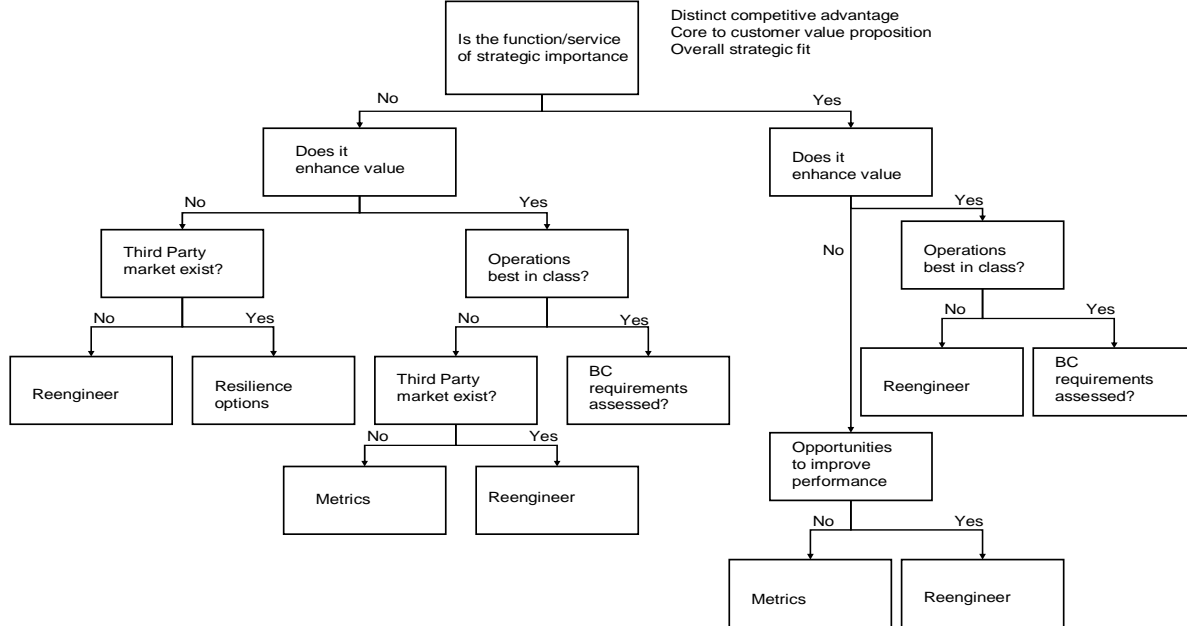 Is the function/service
of strategic importance
Distinct competitive advantage
Core to customer value proposition
Overall strategic fit
No
Yes
Does it
enhance value
Does it
enhance value
No
Yes
No
Yes
Third Party
market exist?
Operations
best in class?
Operations
best in class?
No
Yes
No
Yes
No
Yes
Reengineer
Resilience
options
Third Party
market exist?
BC
requirements
assessed?
Reengineer
BC
requirements
assessed?
No
Yes
Opportunities
to improve
performance
Metrics
Reengineer
No
Yes
Metrics
Reengineer